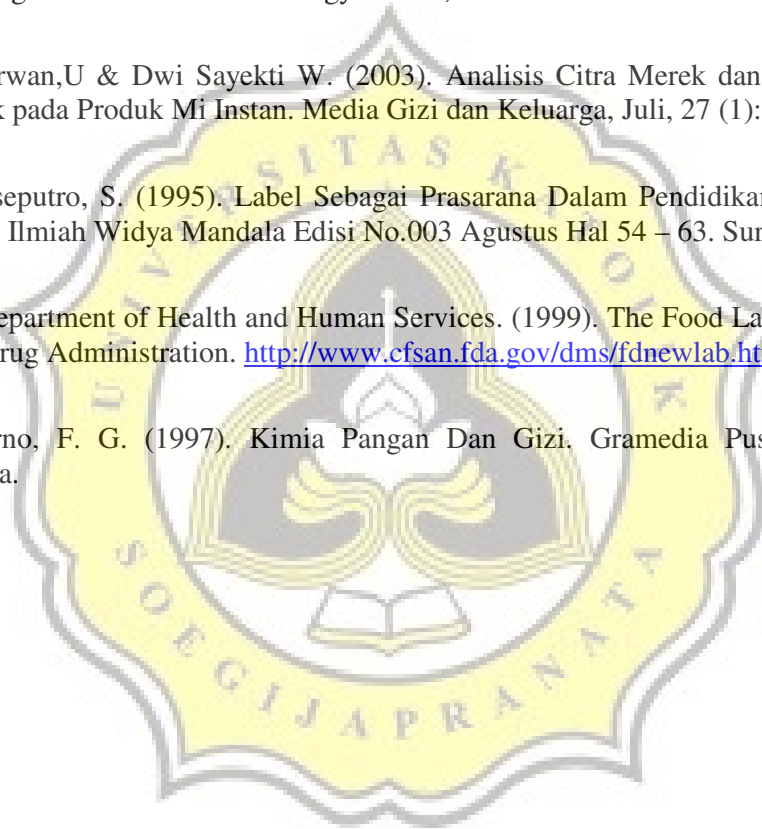 rwan,U & Dwi Sayekti W. (2003). Analisis Citra Merek dan
k pada Produk Mi Instan. Media Gizi dan Keluarga, Juli, 27 (1):
seputro, S. (1995). Label Sebagai Prasarana Dalam Pendidikan
Ilmiah Widya Mandala Edisi No.003 Agustus Hal 54 – 63. Sur
epartment of Health and Human Services. (1999). The Food La
rug Administration. http://www.cfsan.fda.gov/dms/fdnewlab.ht
rno, F. G. (1997). Kimia Pangan Dan Gizi. Gramedia Pus
a.
UNIVERSITAS KATOLIK
SOEGIJAPRANATA